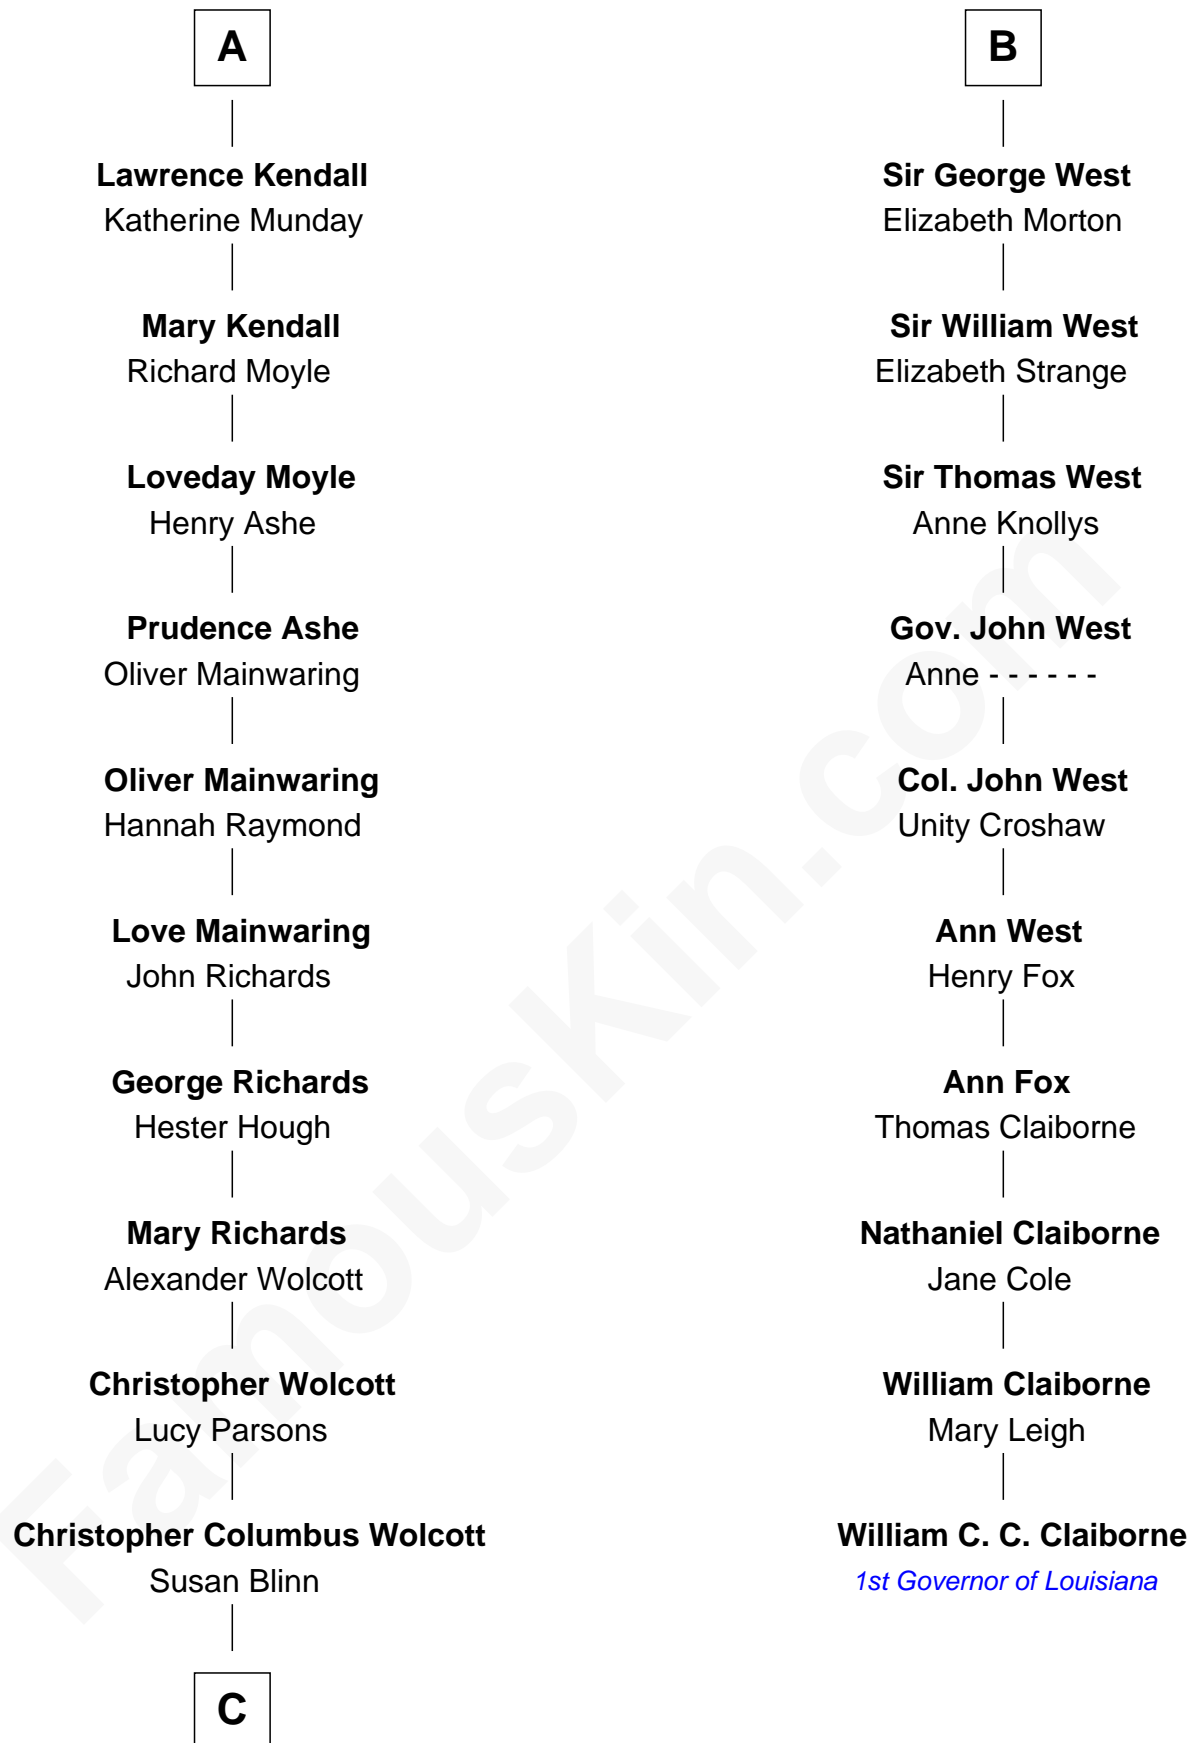 A
Lawrence Kendall
Katherine Munday
Mary Kendall
Richard Moyle
Loveday Moyle
Henry Ashe
Prudence Ashe
Oliver Mainwaring
Oliver Mainwaring
Hannah Raymond
Love Mainwaring
John Richards
George Richards
Hester Hough
Mary Richards
Alexander Wolcott
Christopher Wolcott
Lucy Parsons
Christopher Columbus Wolcott
Susan Blinn
C
B
Sir George West
Elizabeth Morton
Sir William West
Elizabeth Strange
Sir Thomas West
Anne Knollys
Gov. John West
Anne - - - - - -
Col. John West
Unity Croshaw
Ann West
Henry Fox
Ann Fox
Thomas Claiborne
Nathaniel Claiborne
Jane Cole
William Claiborne
Mary Leigh
William C. C. Claiborne
1st Governor of Louisiana
FamousKin.com